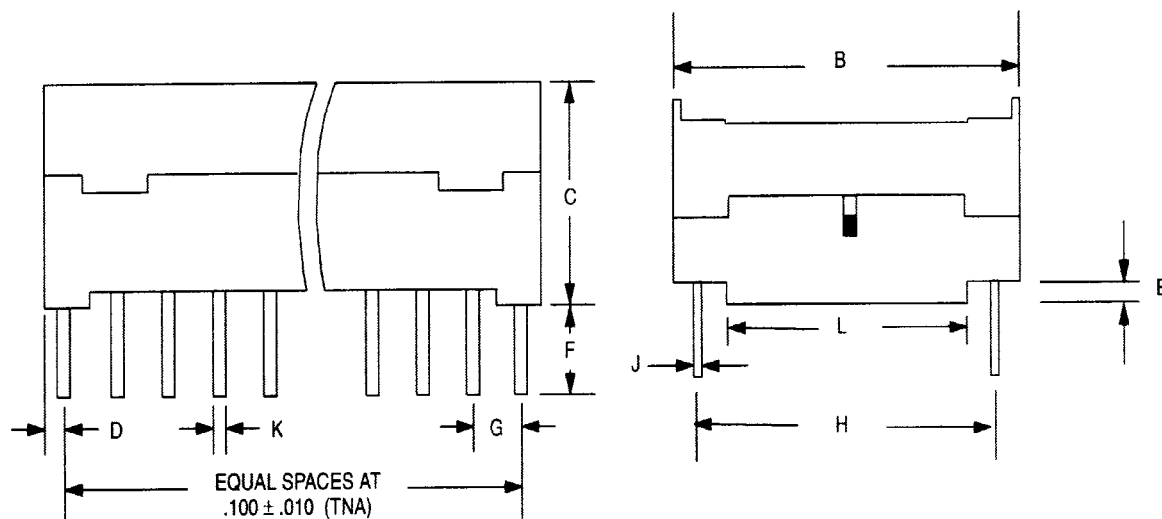 B
C
E
F
L
J
D
K
G
H
EQUAL SPACES AT
.100 ± .010 (TNA)